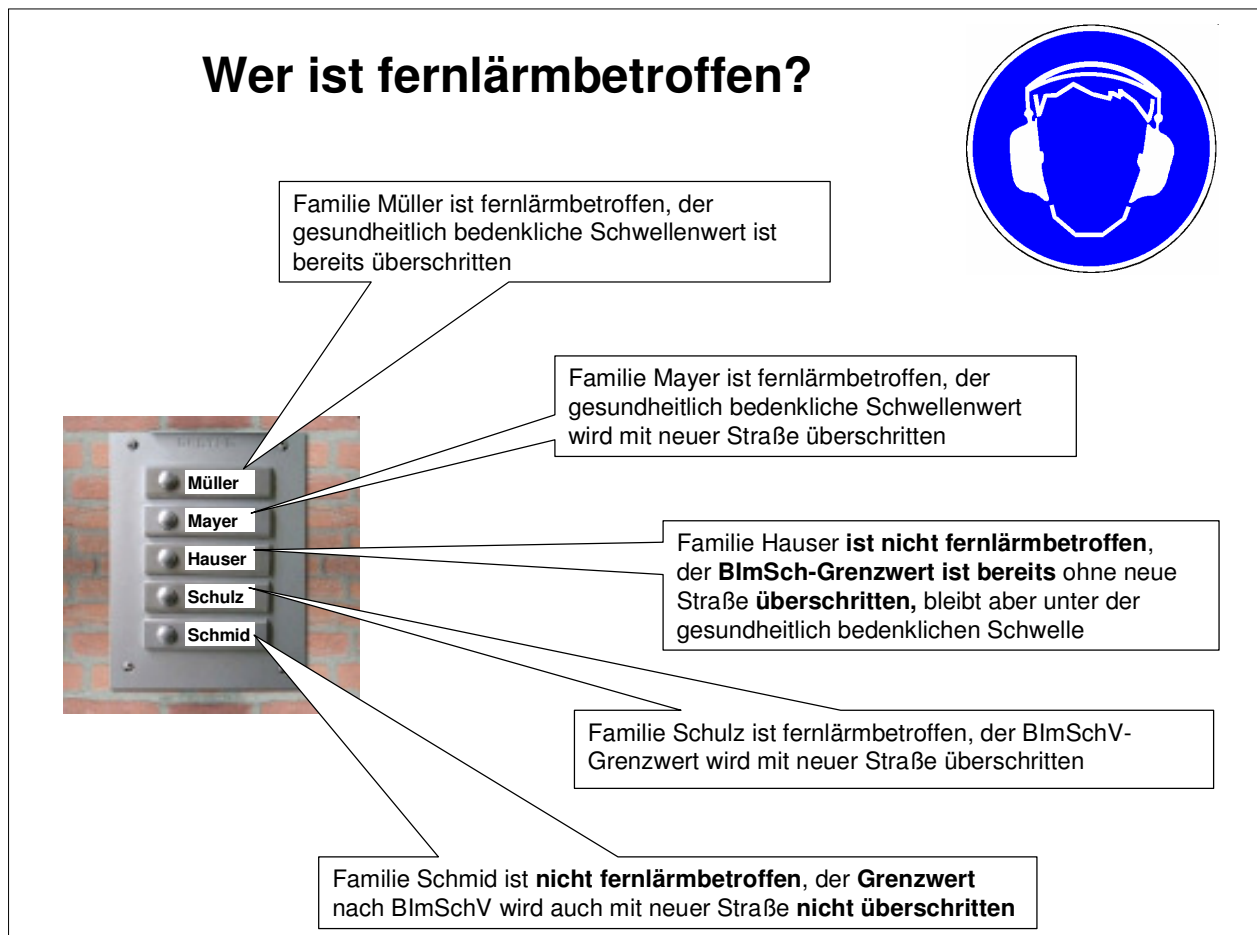 Wer ist fernlärmbetroffen?
Familie Müller ist fernlärmbetroffen, der
gesundheitlich bedenkliche Schwellenwert ist
bereits überschritten
Familie Mayer ist fernlärmbetroffen, der
gesundheitlich bedenkliche Schwellenwert
wird mit neuer Straße überschritten
Müller
Mayer
Hauser
Schulz
Schmid
Familie Hauser ist nicht fernlärmbetroffen,
der BImSch-Grenzwert ist bereits ohne neue
Straße überschritten, bleibt aber unter der
gesundheitlich bedenklichen Schwelle
Familie Schulz ist fernlärmbetroffen, der BImSchV-
Grenzwert wird mit neuer Straße überschritten
Familie Schmid ist nicht fernlärmbetroffen, der Grenzwert
nach BImSchV wird auch mit neuer Straße nicht überschritten